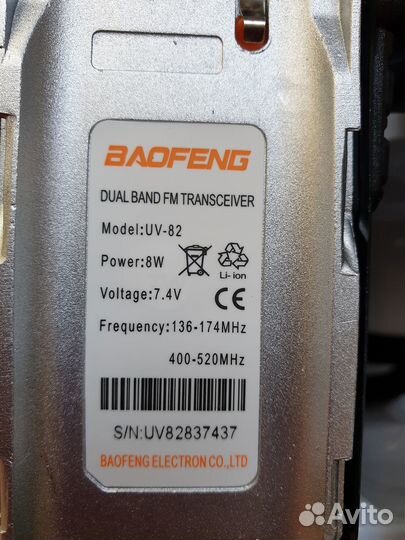 BAOFENG
DUAL BAND FM TRANSCEIVER
Model:UV-82
Power:8W
Li-ion
Voltage:7.4V
CE
Frequency:136-174MHz
400-520MHz
S/N:UV82837437
BAOFENG ELECTRON CO.,LTD
Avito